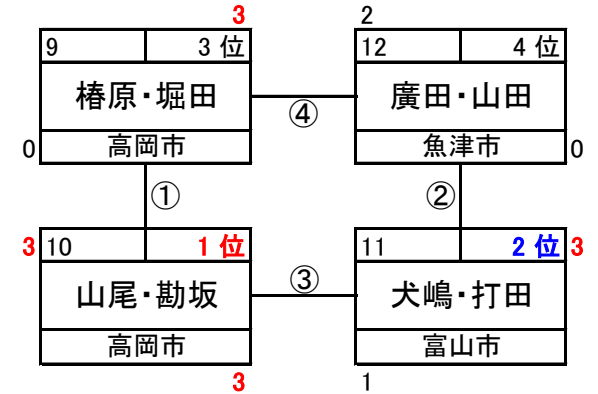 3 2
9 3位 12 4位
椿原・堀田 ④ 廣田・山田
0 高岡市 魚津市 0
① ②
3 10 1位 11 2位 3
山尾・勘坂 ③ 犬嶋・打田
高岡市 富山市
3 1